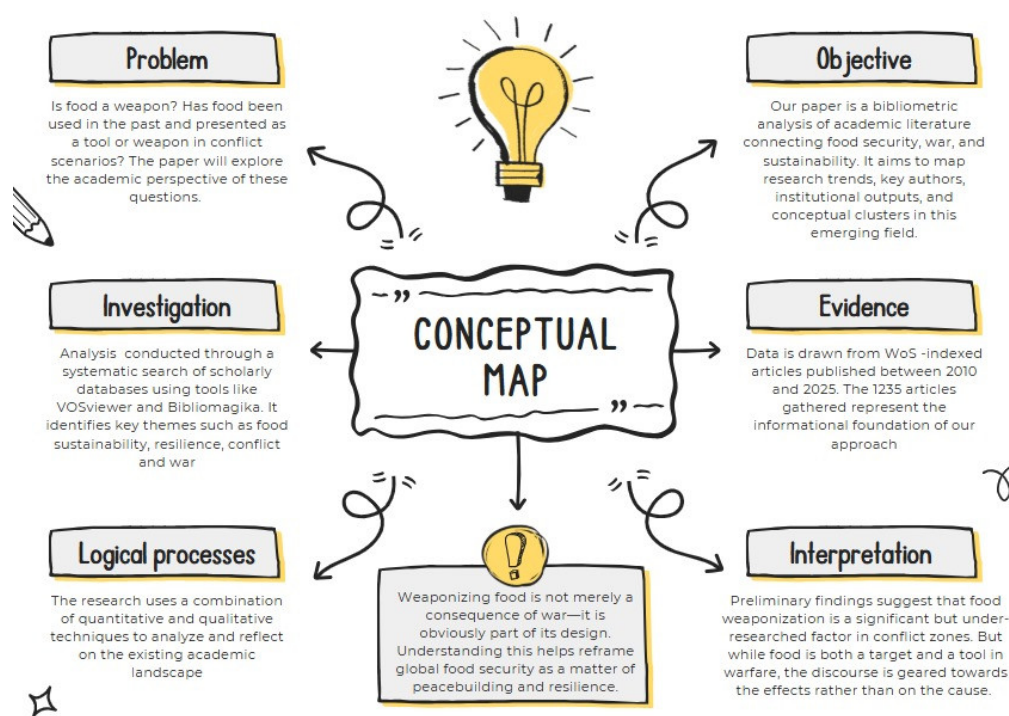 Problem
Is food a weapon? Has food been
used in the past and presented as
a tool or weapon in conflict
scenarios? The paper will explore
the academic perspective of these
questions.
Objective
Our paper is a bibliometric
analysis of academic literature
connecting food security, war, and
sustainability. It aims to map
research trends, key authors,
institutional outputs, and
conceptual clusters in this
emerging field.
CONCEPTUAL
MAP
Investigation
Analysis conducted through a
systematic search of scholarly
databases using tools like
VOSviewer and Bibliomagika. It
identifies key themes such as food
sustainability, resilience, conflict
and war
Evidence
Data is drawn from WoS -indexed
articles published between 2010
and 2025. The 1235 articles
gathered represent the
informational foundation of our
approach
Logical processes
The research uses a combination
of quantitative and qualitative
techniques to analyze and reflect
on the existing academic
landscape
Weaponizing food is not merely a
consequence of war—it is
obviously part of its design.
Understanding this helps reframe
global food security as a matter of
peacebuilding and resilience.
Interpretation
Preliminary findings suggest that food
weaponization is a significant but under-
researched factor in conflict zones. But
while food is both a target and a tool in
warfare, the discourse is geared towards
the effects rather than on the cause.